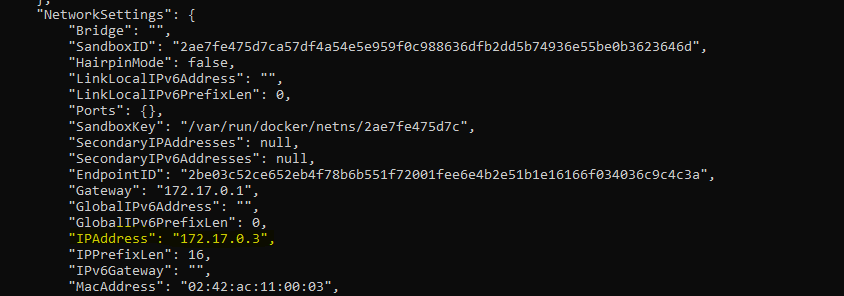 },
"NetworkSettings": {
"Bridge": "",
"SandboxID": "2ae7fe475d7ca57df4a54e5e959f0c988636dfb2dd5b74936e55be0b3623646d",
"HairpinMode": false,
"LinkLocalIPv6Address": "",
"LinkLocalIPv6PrefixLen": 0,
"Ports": {},
"SandboxKey": "/var/run/docker/netns/2ae7fe475d7c",
"SecondaryIPAddresses": null,
"SecondaryIPv6Addresses": null,
"EndpointID": "2be03c52ce652eb4f78b6b551f72001fee6e4b2e51b1e16166f034036c9c4c3a",
"Gateway": "172.17.0.1",
"GlobalIPv6Address": "",
"GlobalIPv6PrefixLen": 0,
"IPAddress": "172.17.0.3",
"IPPrefixLen": 16,
"IPv6Gateway": "",
"MacAddress": "02:42:ac:11:00:03",